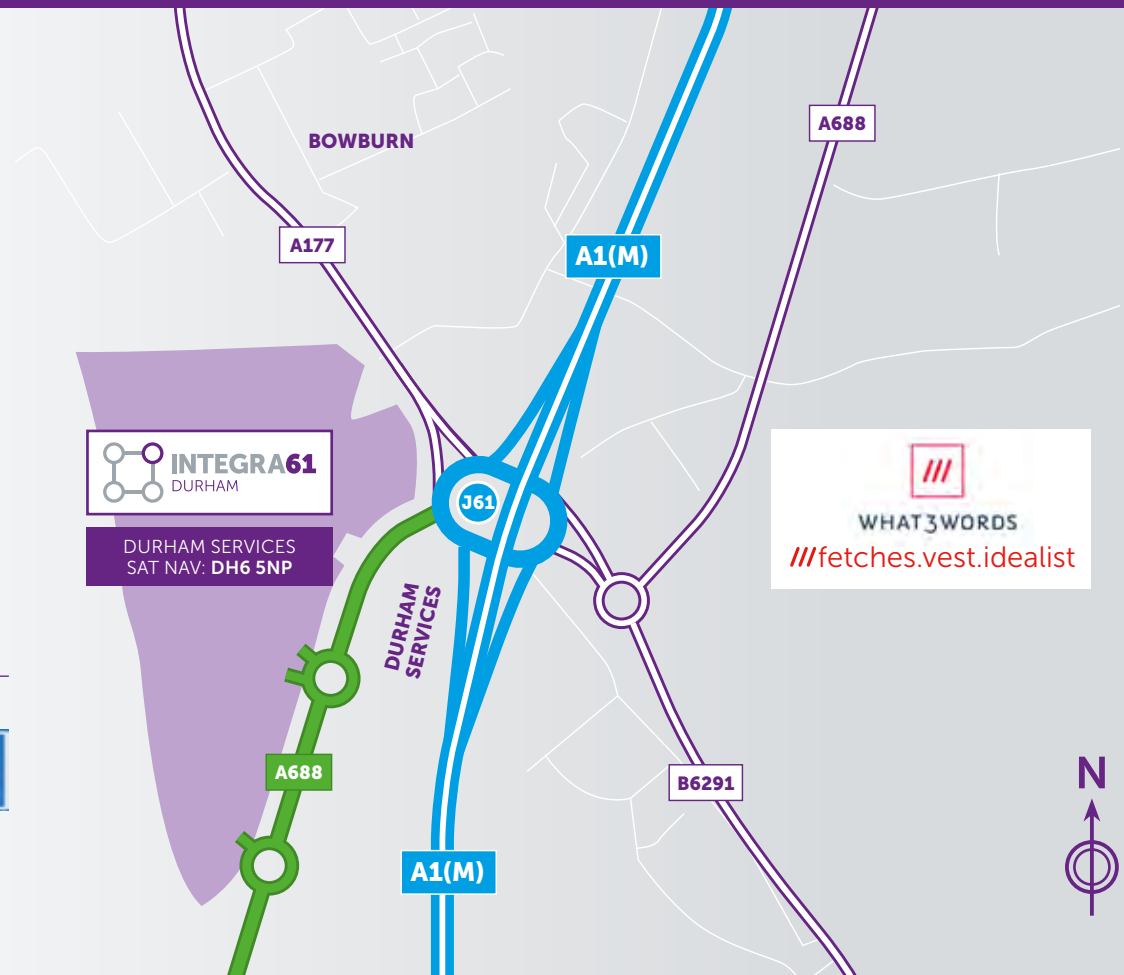 A688
BOWBURN
A177
A1(M)
INTEGRA61
DURHAM
DURHAM SERVICES
SAT NAV: DH6 5NP
J61
WHAT3WORDS
///fetches.vest.idealist
DURHAM
SERVICES
A688
B6291
N
A1(M)